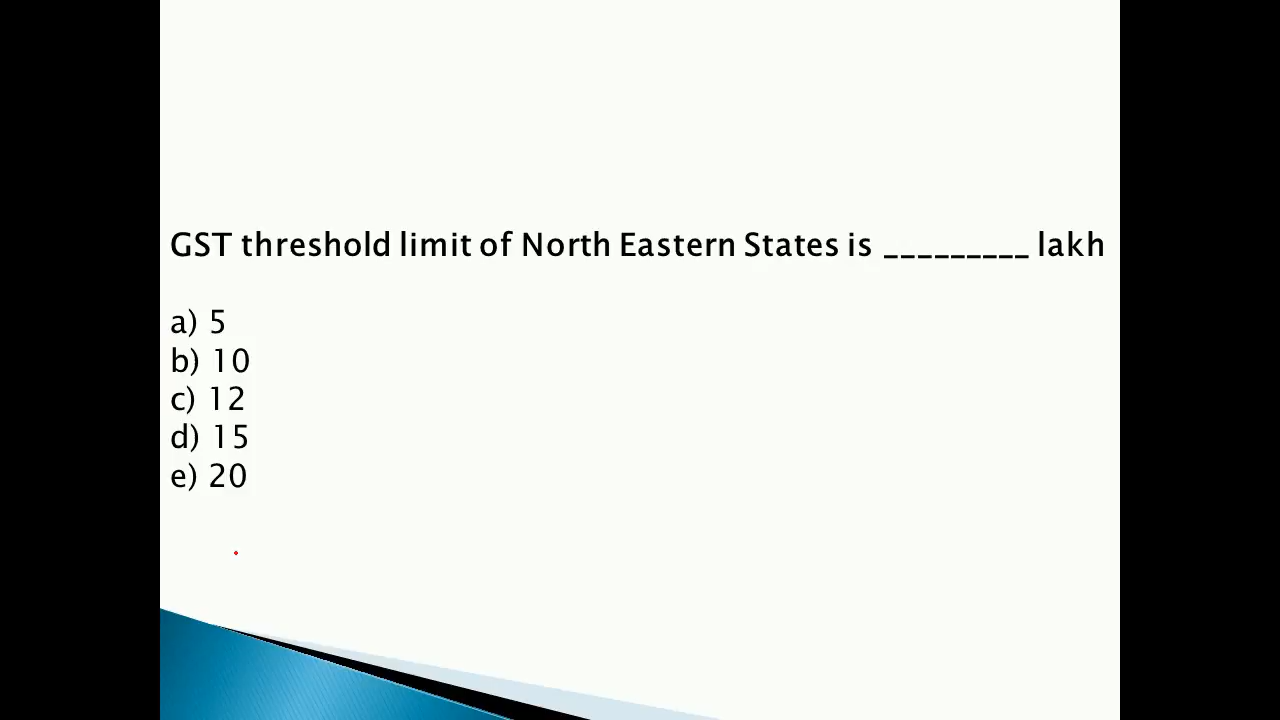 GST threshold limit of North Eastern States is _________ lakh
a) 5
b) 10
c) 12
d) 15
e) 20